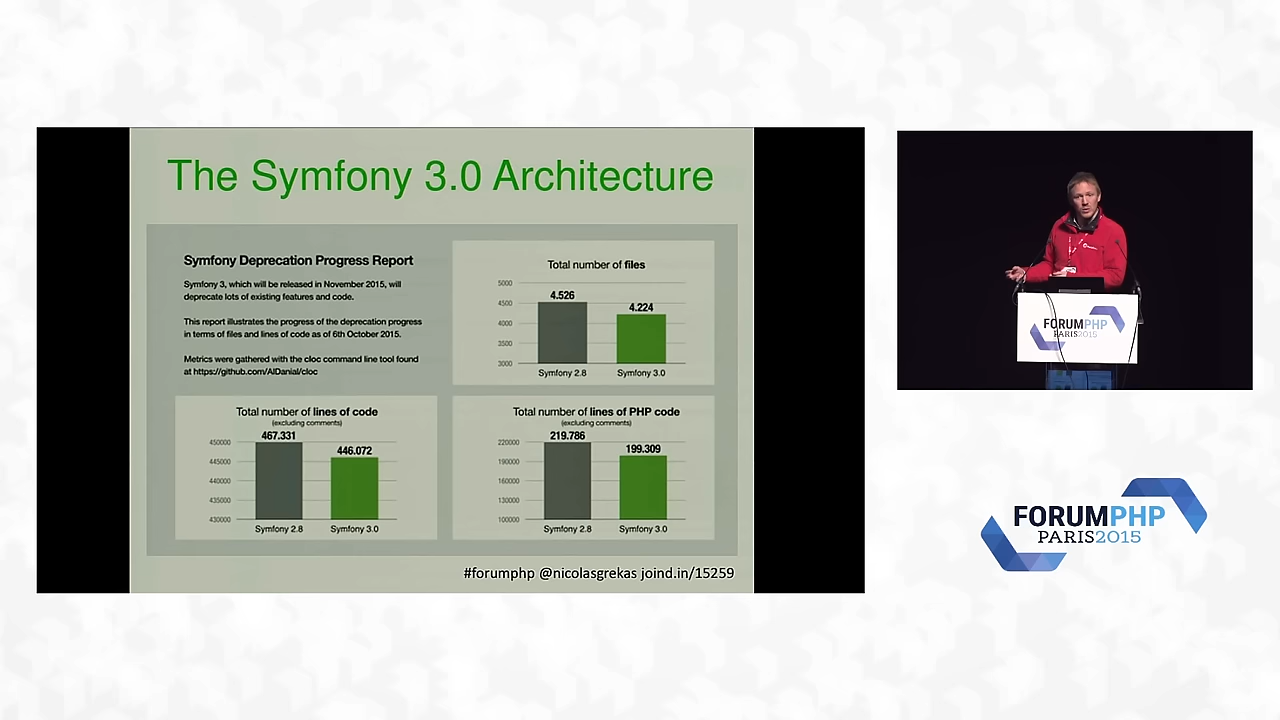 The Symfony 3.0 Architecture
Symfony Deprecation Progress Report
Symfony 3, which will be released in November 2015, will
deprecate lots of existing features and code.
This report illustrates the progress of the deprecation progress
in terms of files and lines of code as of 6th October 2015.
Metrics were gathered with the cloc command line tool found
at https://github.com/AlDanial/cloc
Total number of files
5000
4500
4000
3500
3000
4.526
4.224
Symfony 2.8
Symfony 3.0
Total number of lines of code
(excluding comments)
450000
445000
440000
435000
430000
467.331
446.072
Symfony 2.8
Symfony 3.0
Total number of lines of PHP code
(excluding comments)
220000
190000
160000
130000
100000
219.786
199.309
Symfony 2.8
Symfony 3.0
#forumphp @nicolasgrekas joind.in/15259
FORUMPHP
PARIS2015
FORUMPHP
PARIS2015